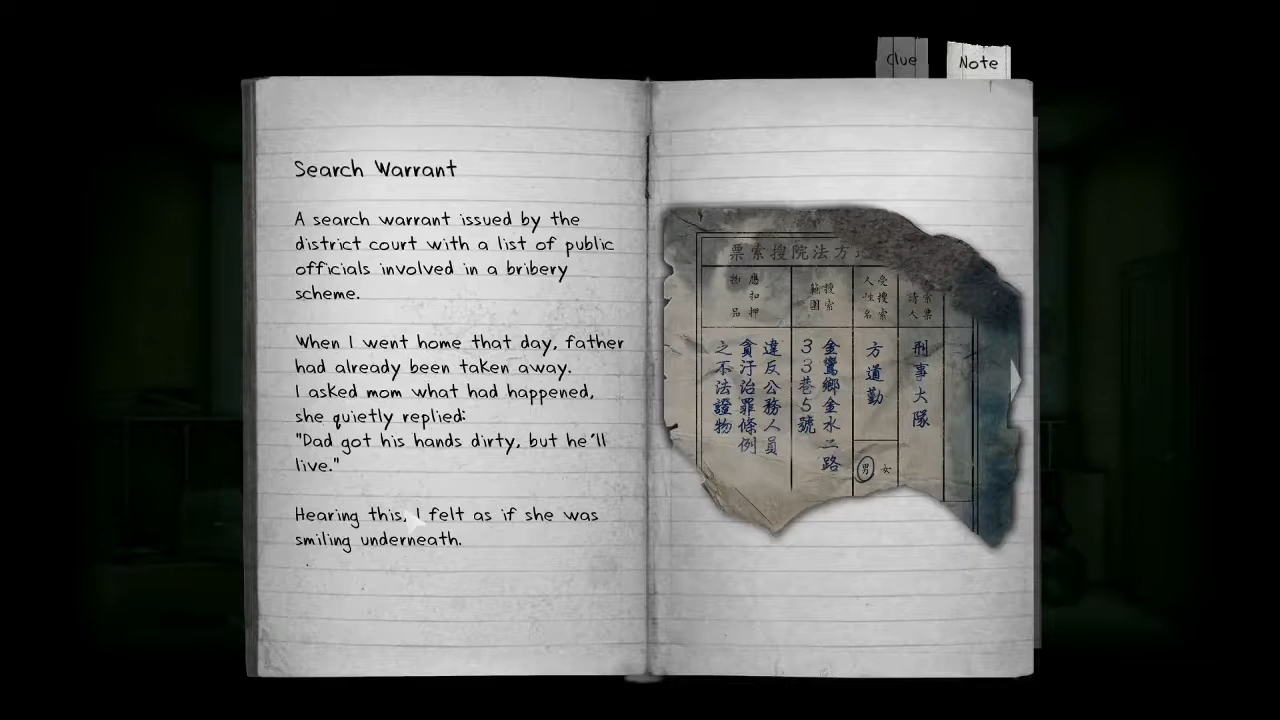 Clue
Note
Search Warrant
A search warrant issued by the
district court with a list of public
officials involved in a bribery
scheme.
When I went home that day, father
had already been taken away.
I asked mom what had happened,
she quietly replied:
"Dad got his hands dirty, but he'll
live."
Hearing this, I felt as if she was
smiling underneath.
方法院搜索票
索票
請人
刑事大隊
受搜索
人姓名
方道勤
男 女
搜索
範圍
金鸞鄉金水二路
33巷5號
應扣押
物品
違反公務人員
貪汙治罪條例
之不法證物